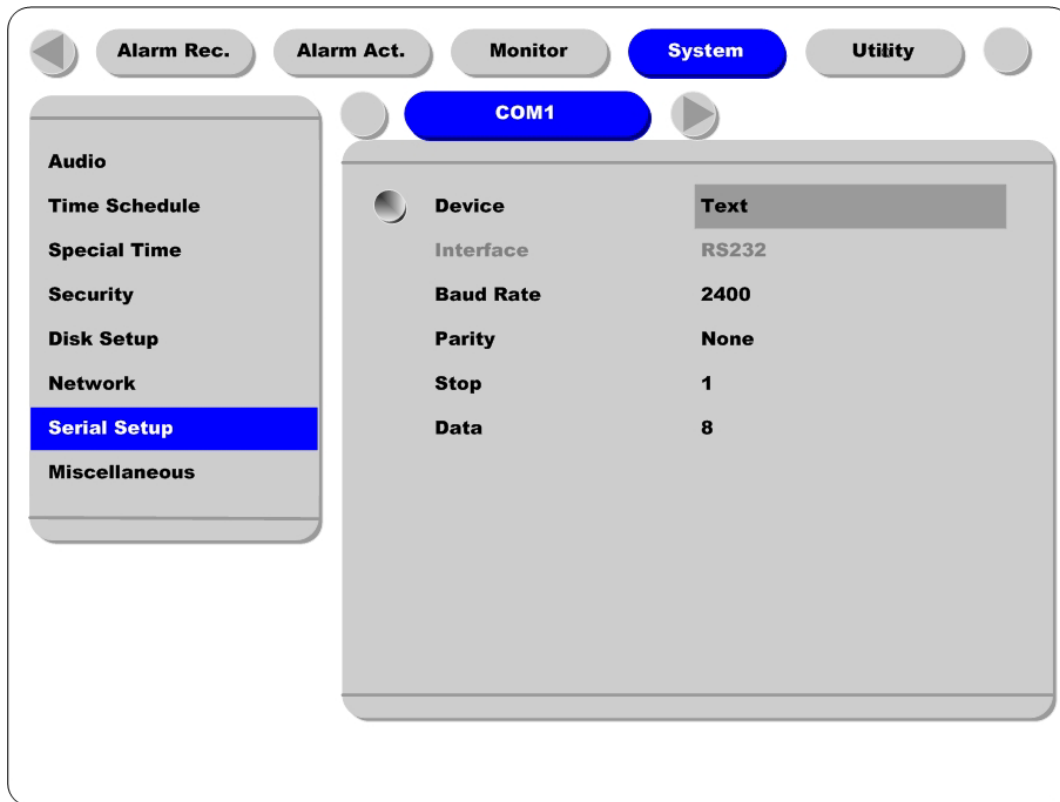 Alarm Rec. Alarm Act. Monitor System Utility
COM1
Audio
Time Schedule
Special Time
Security
Disk Setup
Network
Serial Setup
Miscellaneous
Device Text
Interface RS232
Baud Rate 2400
Parity None
Stop 1
Data 8